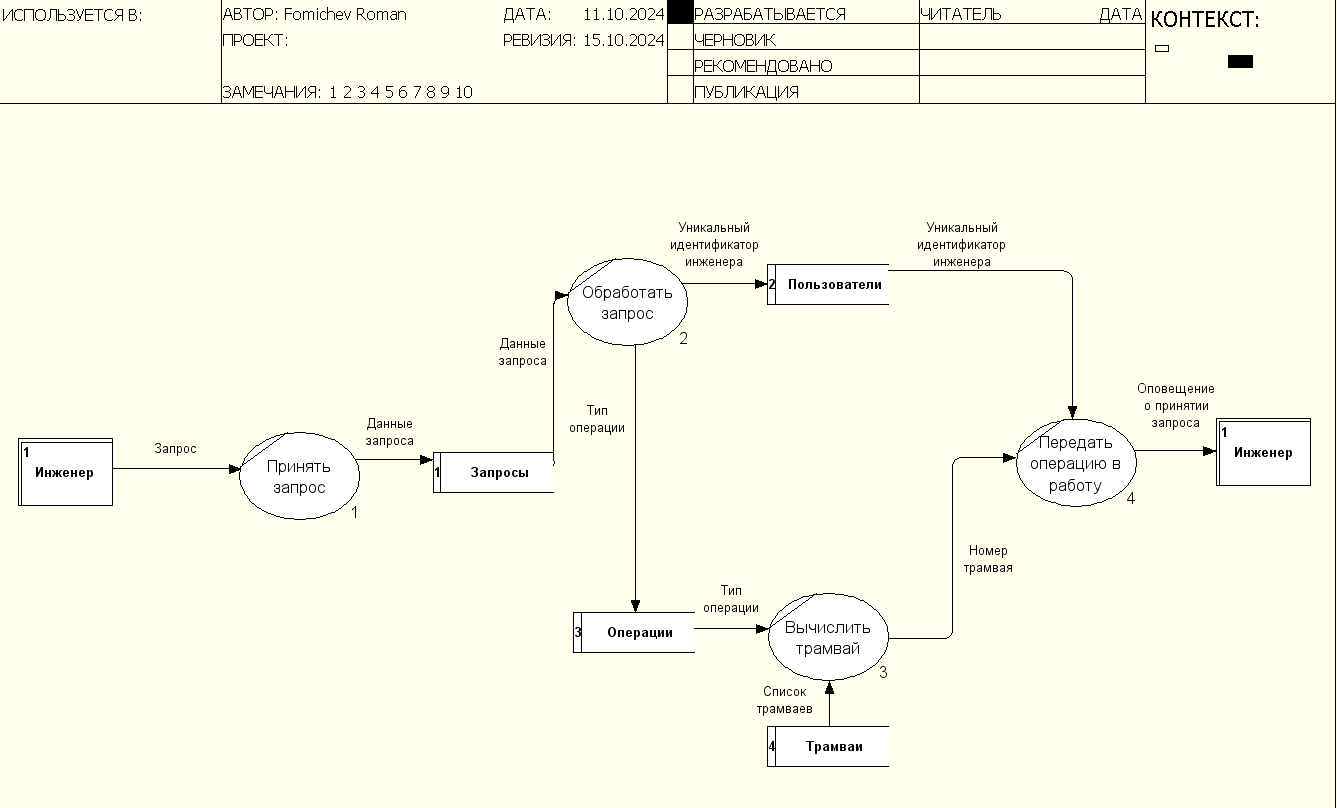 ИСПОЛЬЗУЕТСЯ В:
АВТОР: Fomichev Roman
ДАТА: 11.10.2024
ПРОЕКТ:
РЕВИЗИЯ: 15.10.2024
ЗАМЕЧАНИЯ: 1 2 3 4 5 6 7 8 9 10
РАЗРАБАТЫВАЕТСЯ
ЧЕРНОВИК
РЕКОМЕНДОВАНО
ПУБЛИКАЦИЯ
ЧИТАТЕЛЬ
ДАТА
КОНТЕКСТ:
1
Инженер
Запрос
Принять
запрос
1
Данные
запроса
1
Запросы
Данные
запроса
Обработать
запрос
2
Уникальный
идентификатор
инженера
2
Пользователи
Уникальный
идентификатор
инженера
Тип
операции
3
Операции
Тип
операции
Вычислить
трамвай
3
Список
трамваев
4
Трамваи
Номер
трамвая
Передать
операцию в
работу
4
Оповещение
о принятии
запроса
1
Инженер